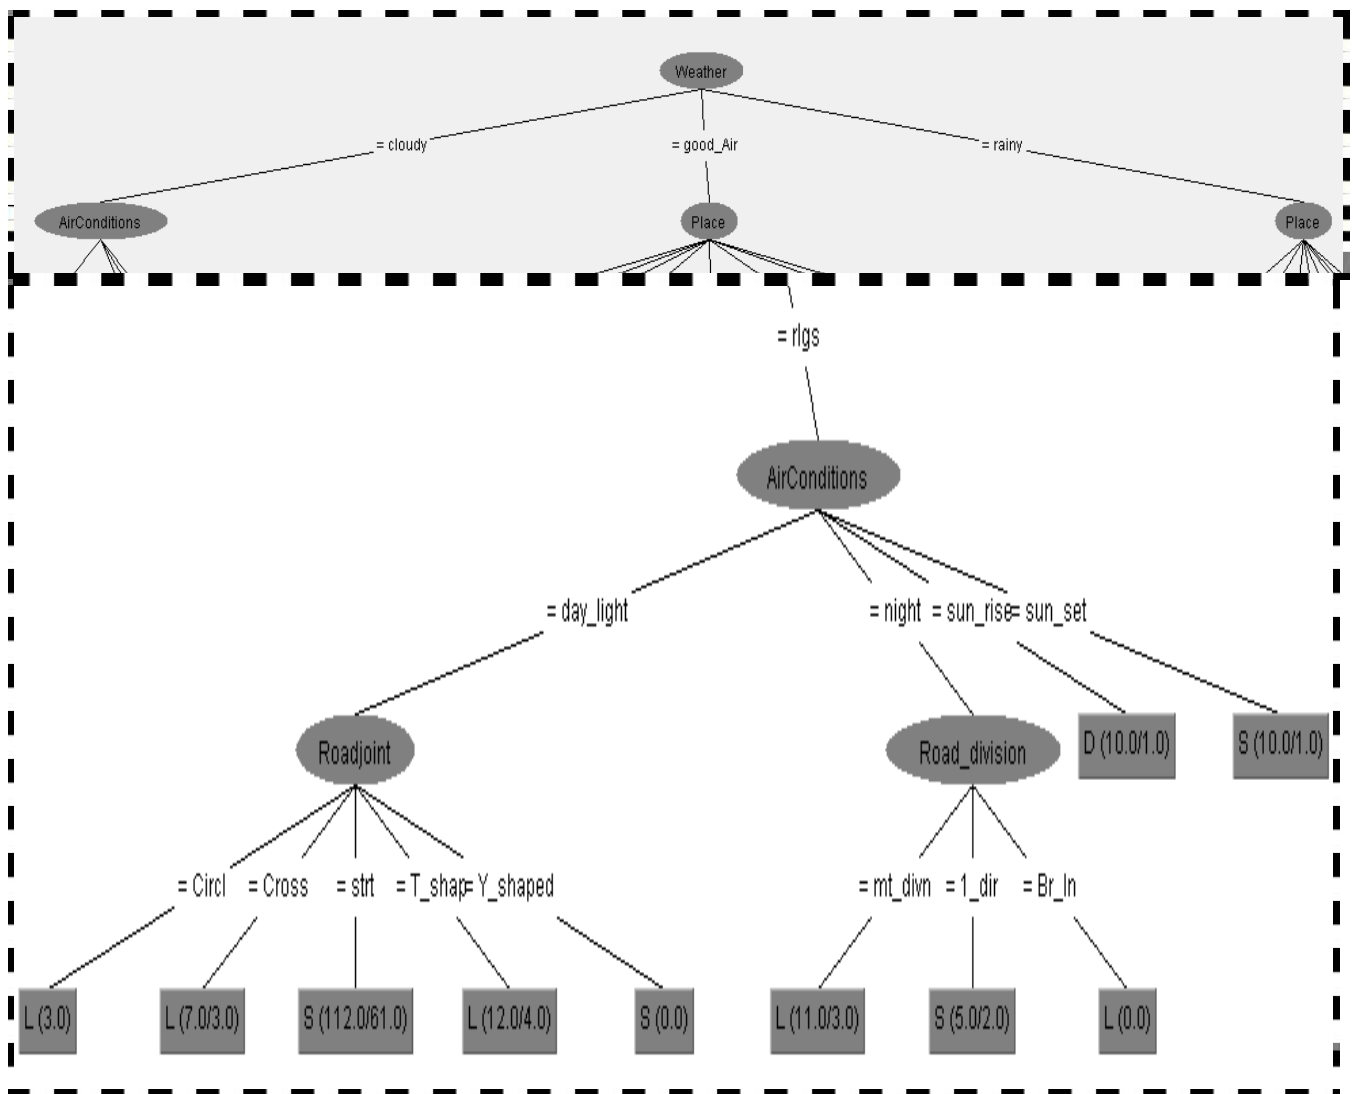 Weather
= cloudy = good_Air = rainy
AirConditions Place Place
= rlgs
AirConditions
= day_light = night = sun_rise = sun_set
Roadjoint Road_division D (10.0/1.0) S (10.0/1.0)
= Circl = Cross = strt = T_shap = Y_shaped = mt_divn = 1_dir = Br_ln
L (3.0) L (7.0/3.0) S (112.0/61.0) L (12.0/4.0) S (0.0) L (11.0/3.0) S (5.0/2.0) L (0.0)